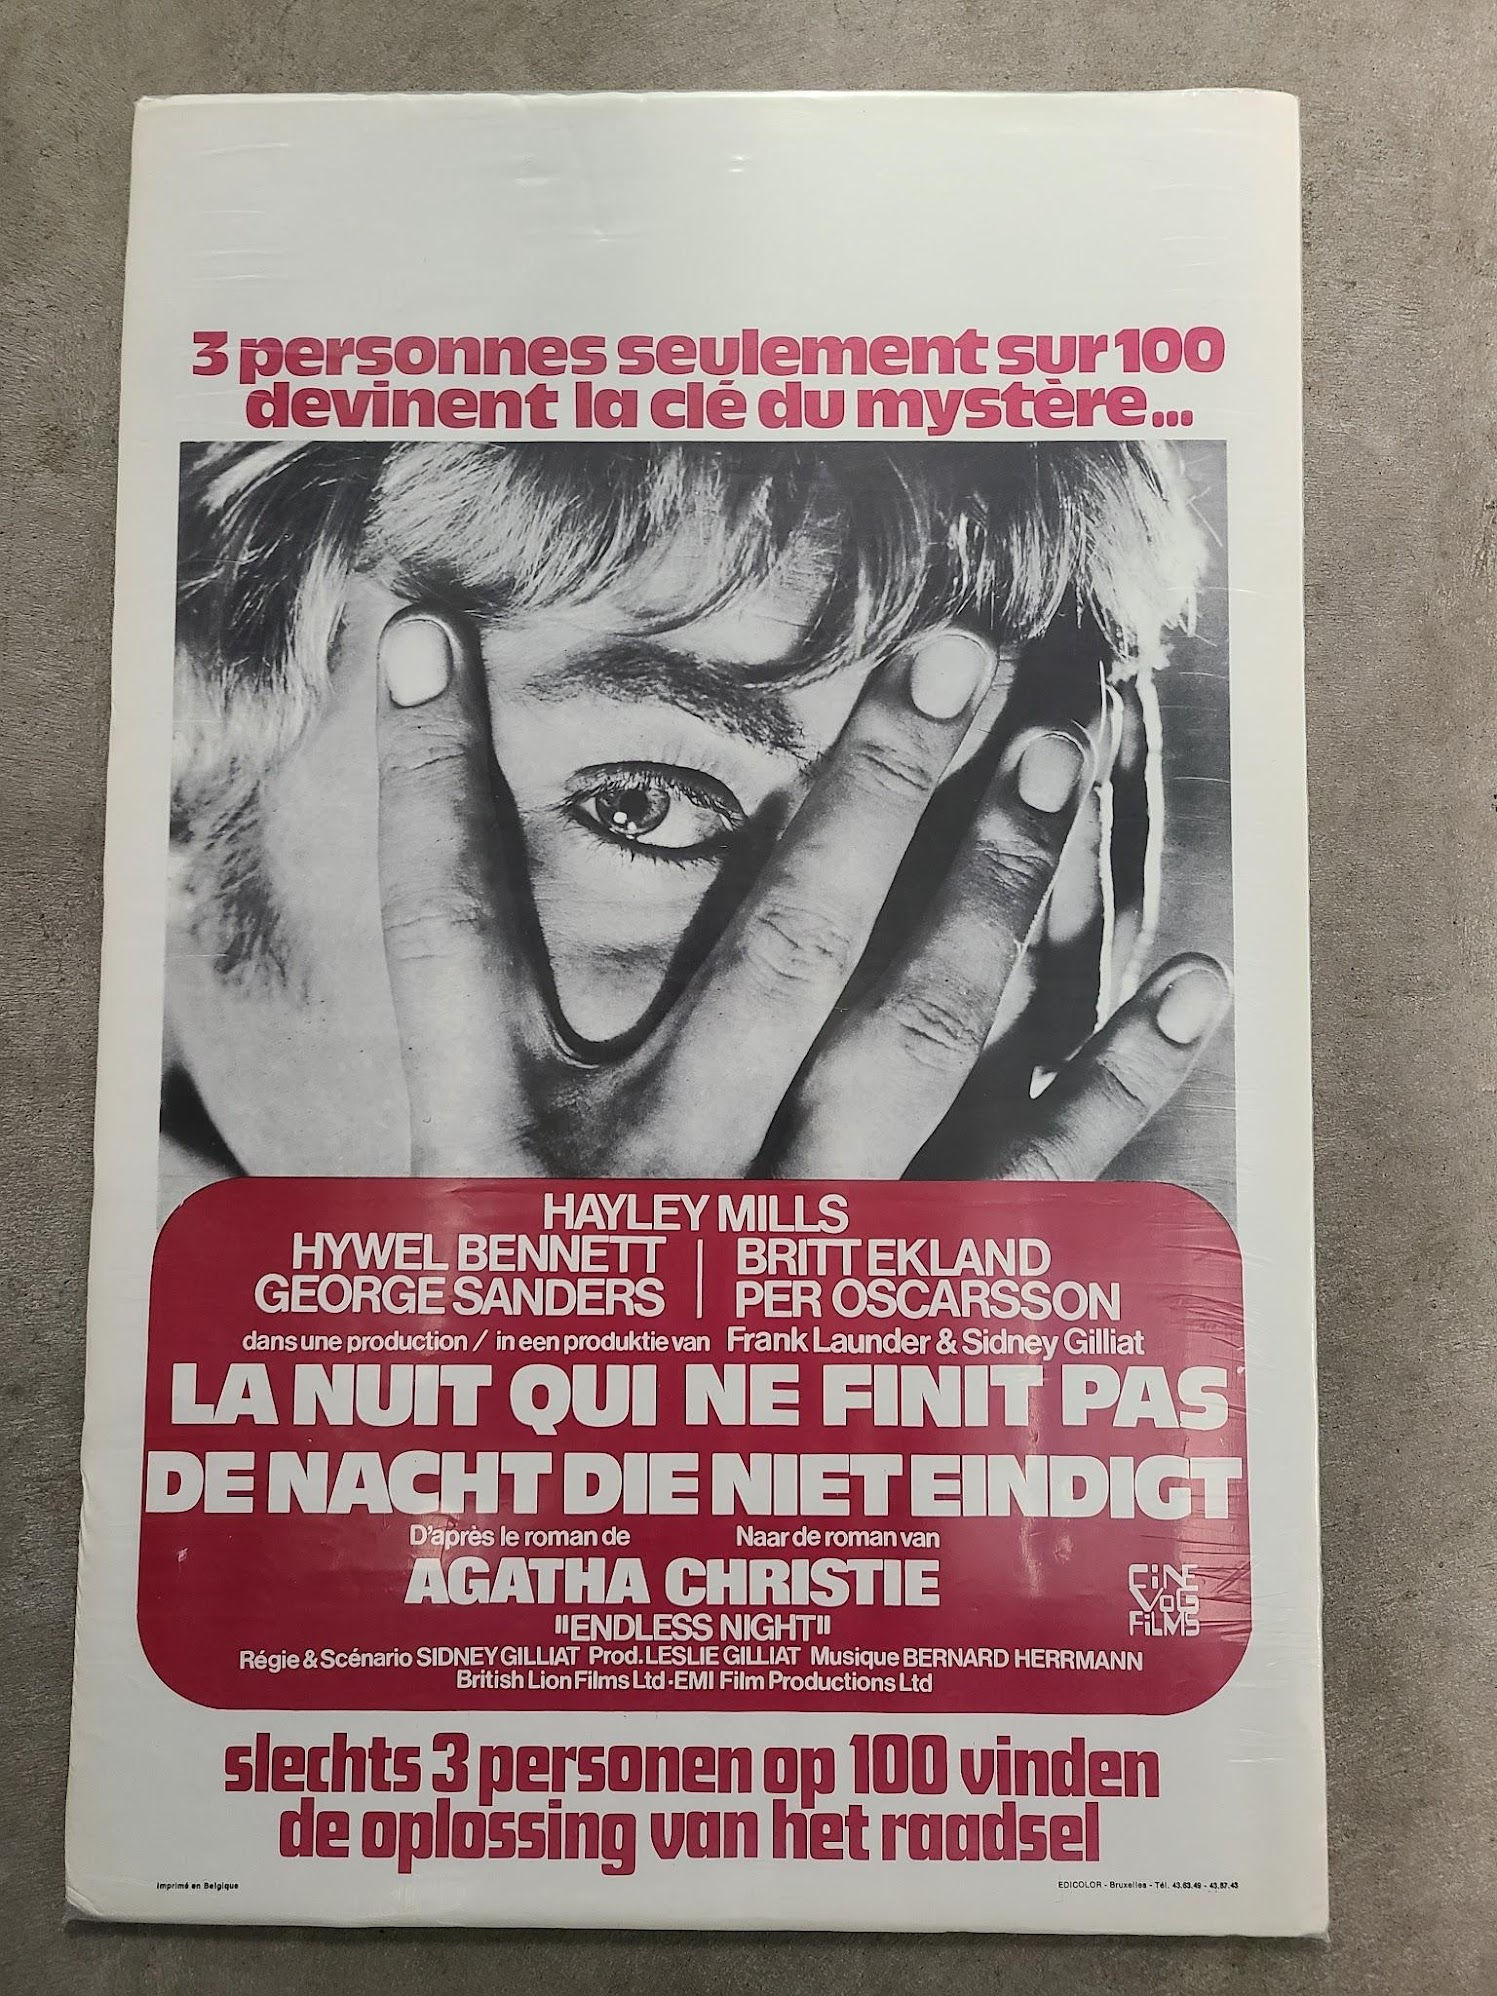 3 personnes seulement sur 100
devinent la clé du mystère...
HAYLEY MILLS
HYWEL BENNETT | BRITT EKLAND
GEORGE SANDERS | PER OSCARSSON
dans une production / in een produktie van Frank Launder & Sidney Gilliat
LA NUIT QUI NE FINIT PAS
DE NACHT DIE NIET EINDIGT
D'après le roman de Naar de roman van
AGATHA CHRISTIE
"ENDLESS NIGHT"
CiNE
VOG
FiLMS
Régie & Scénario SIDNEY GILLIAT Prod. LESLIE GILLIAT Musique BERNARD HERRMANN
British Lion Films Ltd - EMI Film Productions Ltd
slechts 3 personen op 100 vinden
de oplossing van het raadsel
Imprimé en Belgique
EDICOLOR - Bruxelles - Tél. 43.63.49 - 43.87.43